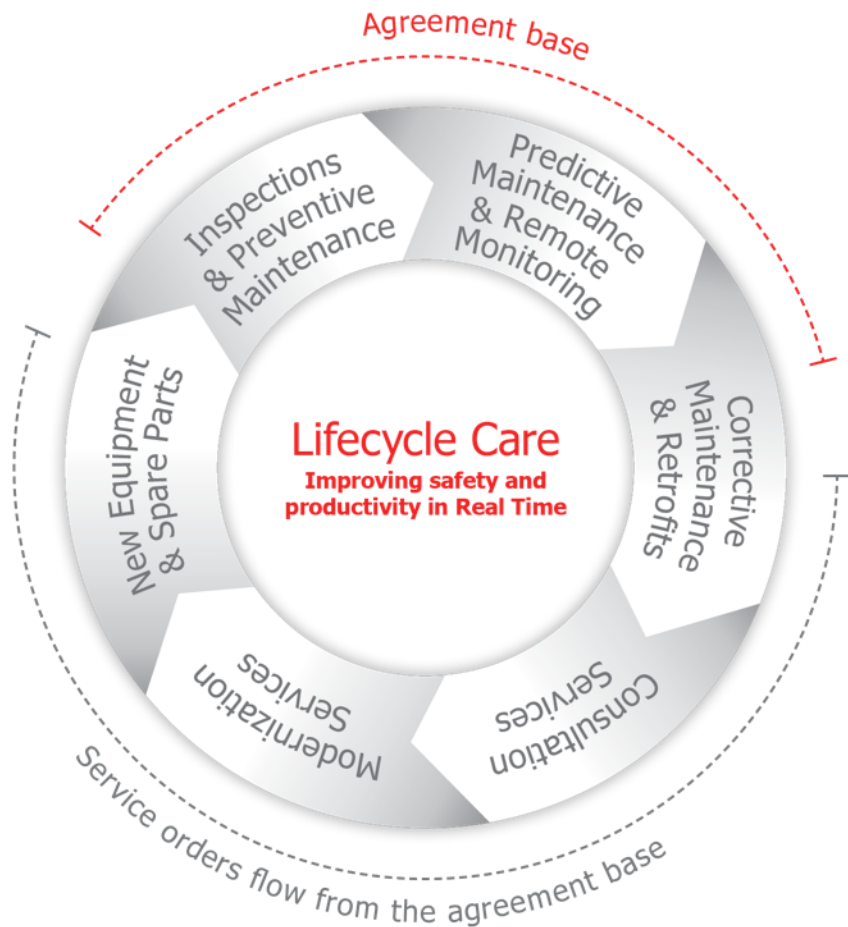 Agreement base
Inspections
& Preventive
Maintenance
Predictive
Maintenance
& Remote
Monitoring
Corrective
Maintenance
& Retrofits
Consultation
Services
Modernization
Services
New Equipment
& Spare Parts
Lifecycle Care
Improving safety and
productivity in Real Time
Service orders flow from the agreement base